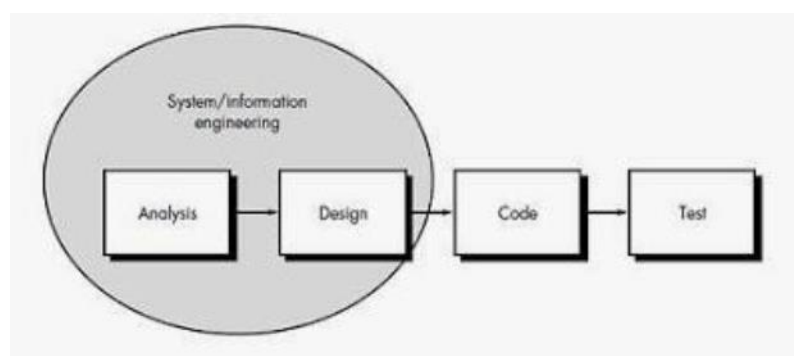 System/information
engineering
Analysis
Design
Code
Test